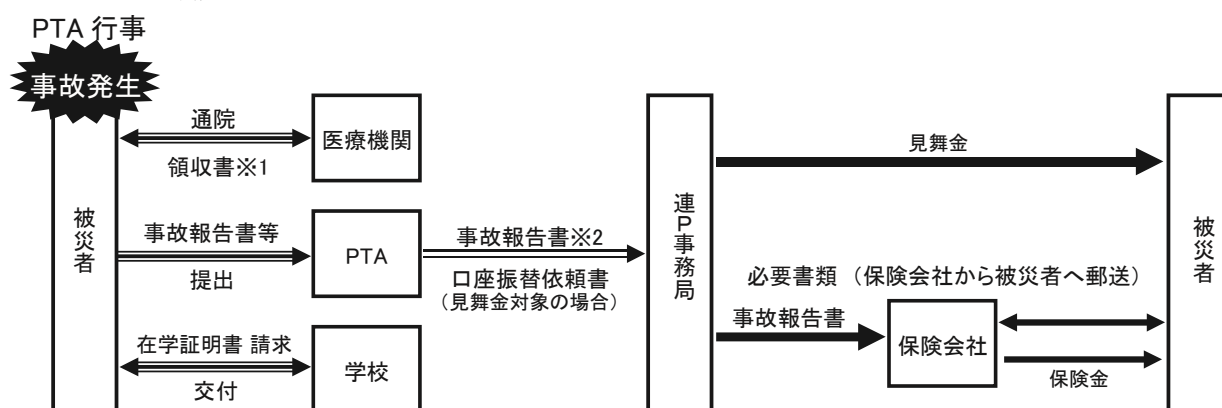 PTA 行事
事故発生
被災者
通院
領収書※1
医療機関
事故報告書等
提出
PTA
在学証明書 請求
交付
学校
事故報告書※2
口座振替依頼書
(見舞金対象の場合)
連P事務局
見舞金
必要書類 (保険会社から被災者へ郵送)
事故報告書
保険会社
保険金
被災者